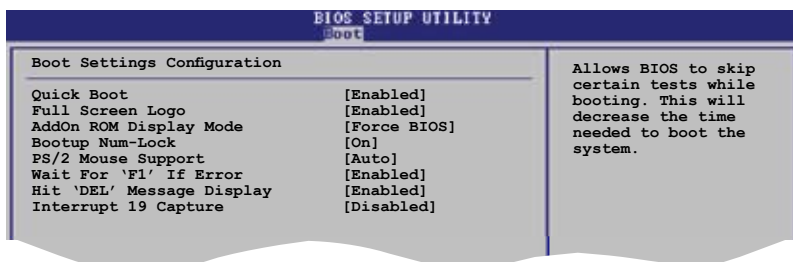 BIOS SETUP UTILITY
Boot
Boot Settings Configuration
Quick Boot [Enabled]
Full Screen Logo [Enabled]
AddOn ROM Display Mode [Force BIOS]
Bootup Num-Lock [On]
PS/2 Mouse Support [Auto]
Wait For ‘F1’ If Error [Enabled]
Hit ‘DEL’ Message Display [Enabled]
Interrupt 19 Capture [Disabled]
Allows BIOS to skip
certain tests while
booting. This will
decrease the time
needed to boot the
system.